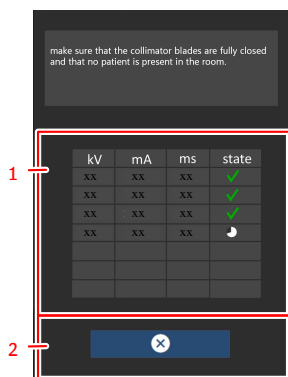 make sure that the collimator blades are fully closed
and that no patient is present in the room.
kV mA ms state
xx xx xx
xx xx xx
xx xx xx
xx xx xx
1
2